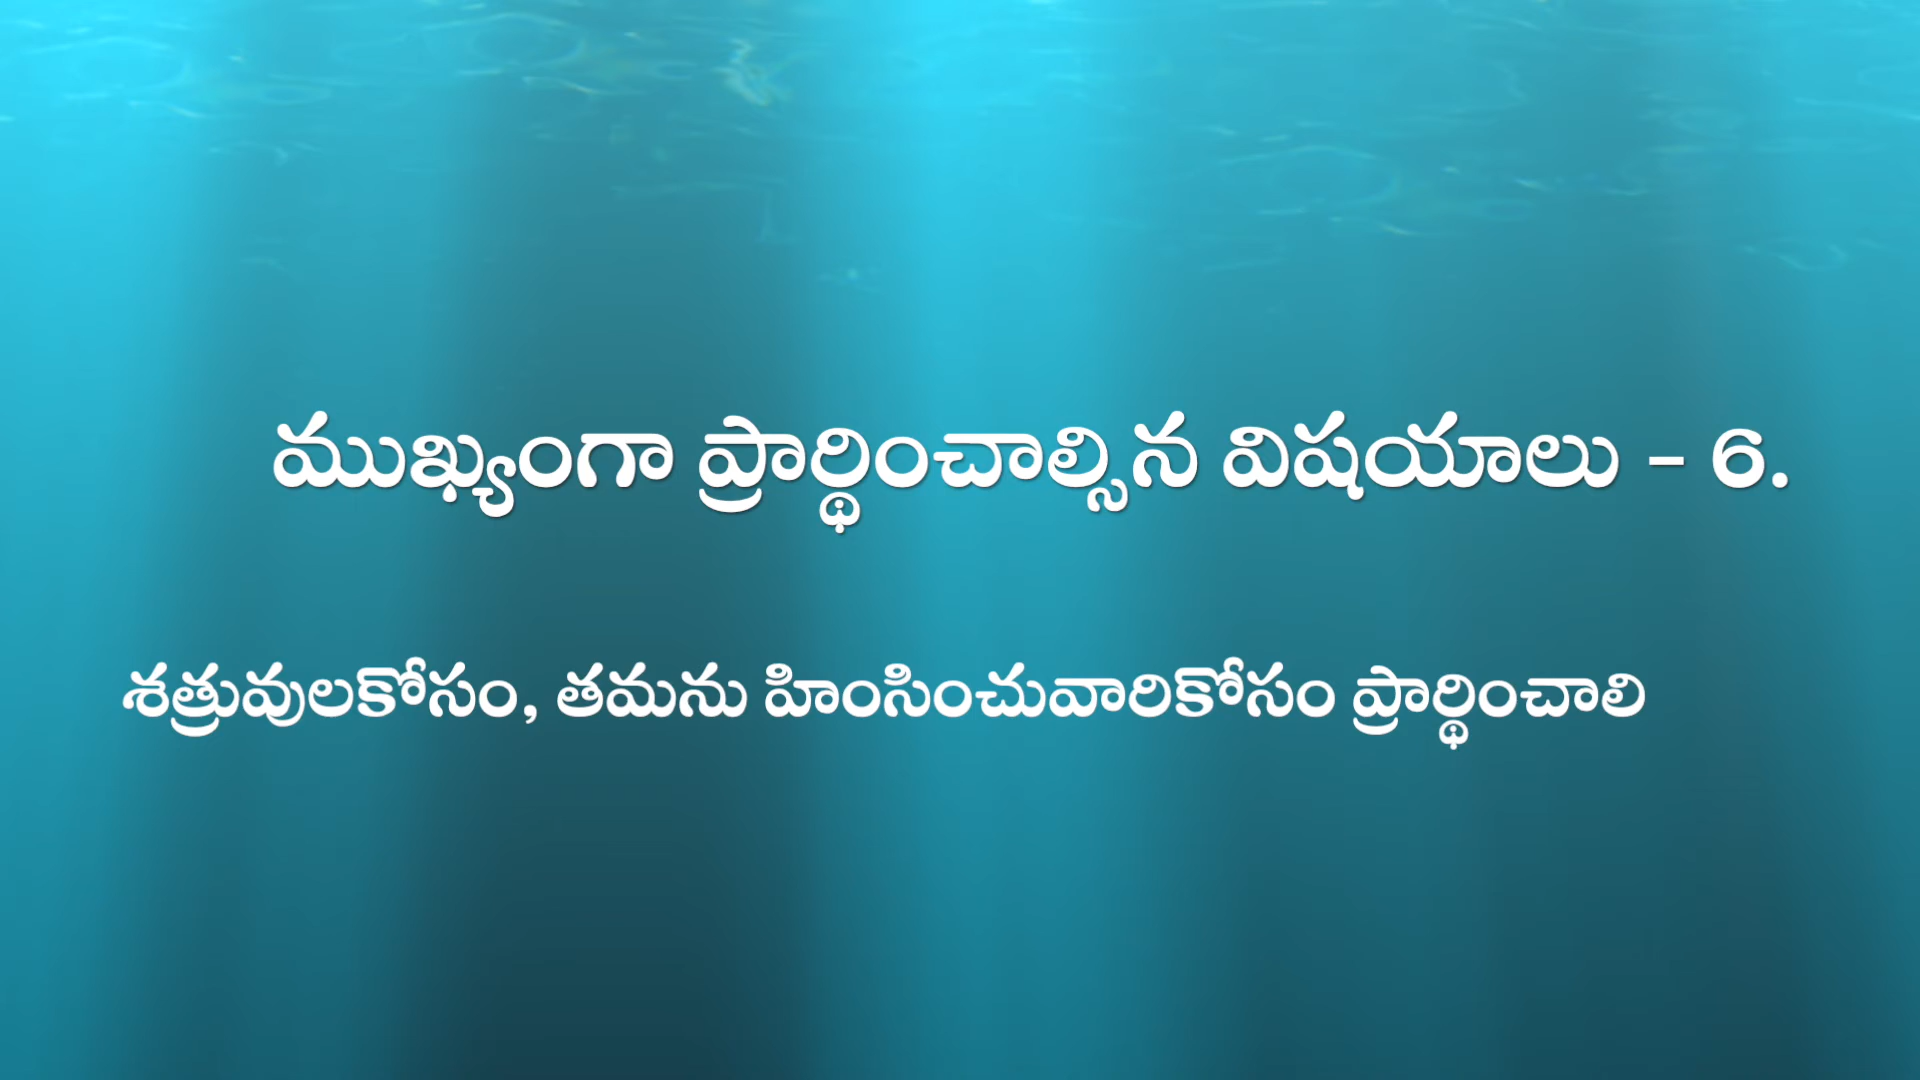 ముఖ్యంగా ప్రార్థించాల్సిన విషయాలు - 6.
శత్రువులకోసం, తమను హింసించువారికోసం ప్రార్థించాలి